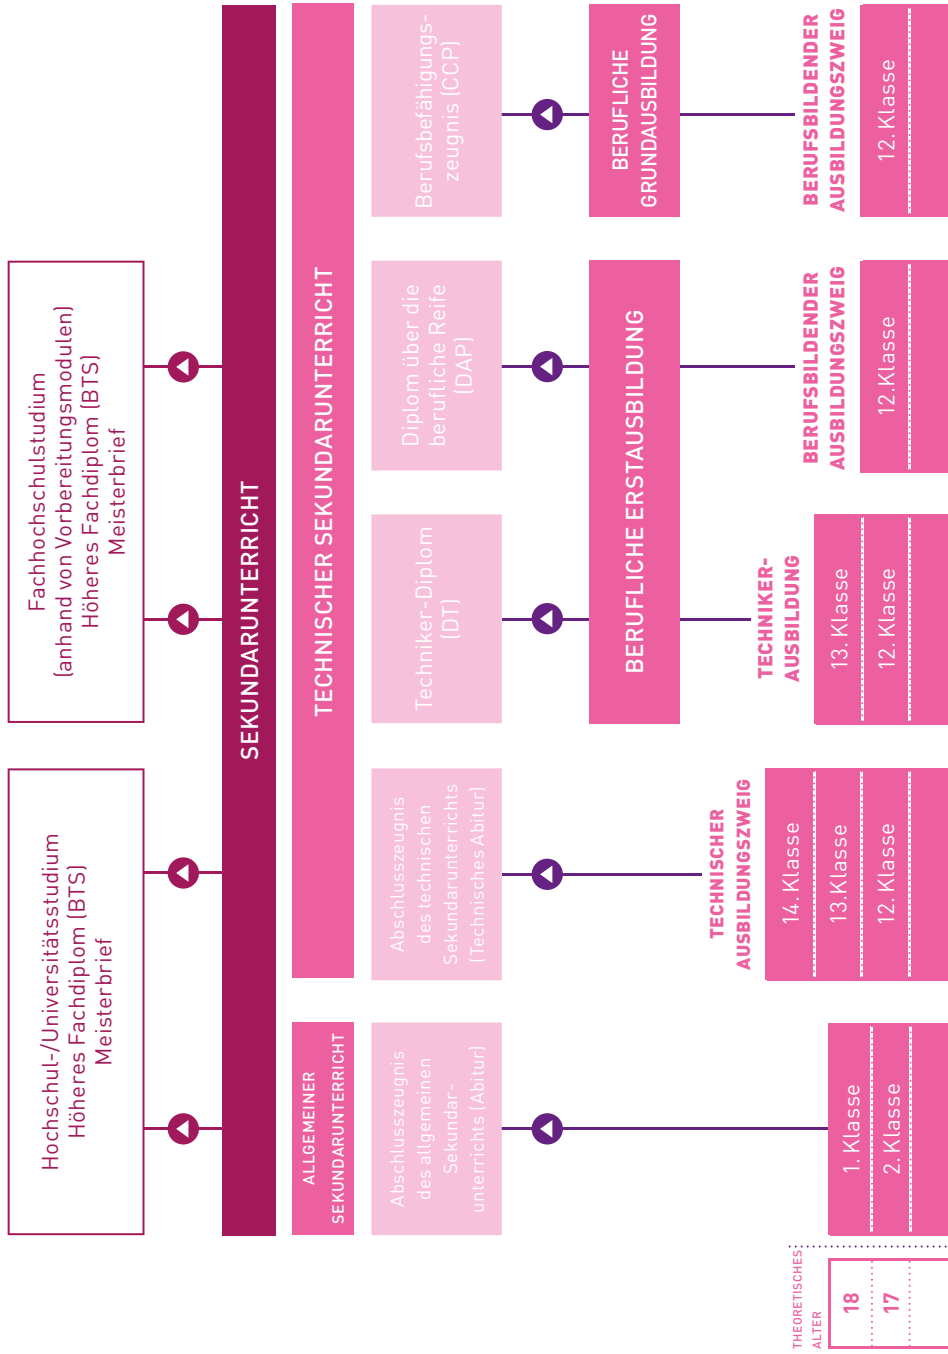 Hochschul-/Universitätsstudium
Höheres Fachdiplom (BTS)
Meisterbrief
Fachhochschulstudium
(anhand von Vorbereitungsmodulen)
Höheres Fachdiplom (BTS)
Meisterbrief
SEKUNDARUNTERRICHT
ALLGEMEINER
SEKUNDARUNTERRICHT
TECHNISCHER SEKUNDARUNTERRICHT
Abschlusszeugnis
des allgemeinen
Sekundar-
unterrichts (Abitur)
Abschlusszeugnis
des technischen
Sekundarunterrichts
(Technisches Abitur)
Techniker-Diplom
(DT)
Diplom über die
berufliche Reife
(DAP)
Berufsbefähigungs-
zeugnis (CCP)
BERUFLICHE ERSTAUSBILDUNG
BERUFLICHE
GRUNDAUSBILDUNG
TECHNISCHER
AUSBILDUNGSZWEIG
TECHNIKER-
AUSBILDUNG
BERUFSBILDENDER
AUSBILDUNGSZWEIG
BERUFSBILDENDER
AUSBILDUNGSZWEIG
THEORETISCHES
ALTER
18
17
1. Klasse
2. Klasse
14. Klasse
13.Klasse
12. Klasse
13. Klasse
12. Klasse
12.Klasse
12. Klasse